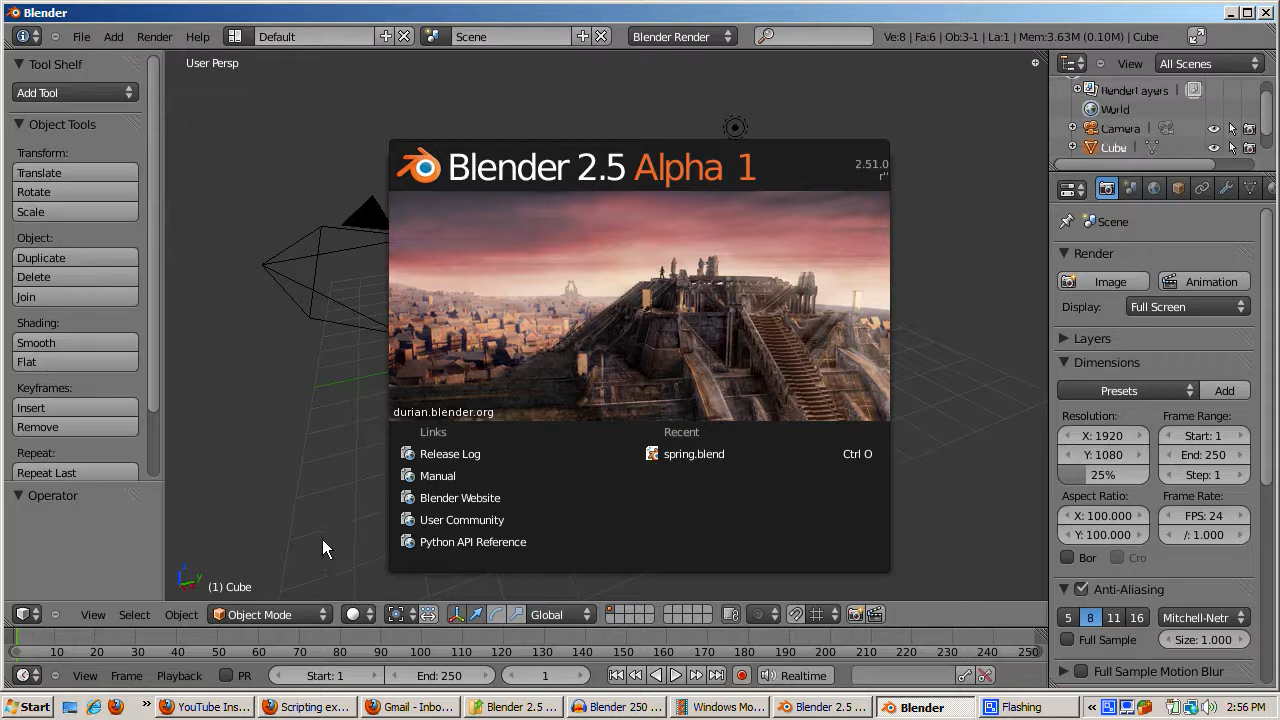 Blender
File Add Render Help Default Scene Blender Render Ve:8 | Fa:6 | Ob:3-1 | La:1 | Mem:3.63M (0.10M) | Cube
Tool Shelf
Add Tool
Object Tools
Transform:
Translate
Rotate
Scale
Object:
Duplicate
Delete
Join
Shading:
Smooth
Flat
Keyframes:
Insert
Remove
Repeat:
Repeat Last
Operator
User Persp
Blender 2.5 Alpha 1
2.51.0
durian.blender.org
Links
Release Log
Manual
Blender Website
User Community
Python API Reference
Recent
spring.blend Ctrl O
(1) Cube
View All Scenes
RenderLayers
World
Camera
Cube
Scene
Render
Image Animation
Display: Full Screen
Layers
Dimensions
Presets Add
Resolution: Frame Range:
X: 1920 Start: 1
Y: 1080 End: 250
25% Step: 1
Aspect Ratio: Frame Rate:
X: 100.000 FPS: 24
Y: 100.000 /: 1.000
Bor Cro
Anti-Aliasing
5 8 11 16 Mitchell-Netr
Full Sample Size: 1.000
Full Sample Motion Blur
View Select Object Object Mode Global
10 20 30 40 50 60 70 80 90 100 110 120 130 140 150 160 170 180 190 200 210 220 230 240 250
View Frame Playback PR Start: 1 End: 250 1 Realtime
Start YouTube Ins... Scripting ex... Gmail - Inbo... Blender 2.5 ... Blender 250 ... Windows Mo... Blender 2.5 ... Blender Flashing 2:56 PM